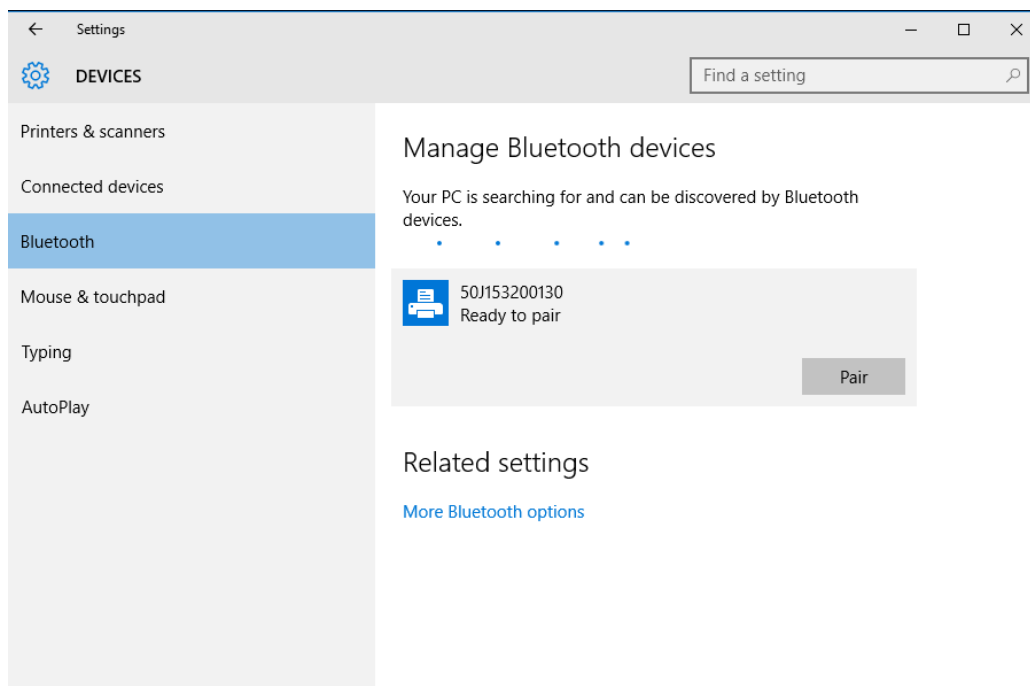 Settings
DEVICES
Find a setting
Printers & scanners
Connected devices
Bluetooth
Mouse & touchpad
Typing
AutoPlay
Manage Bluetooth devices
Your PC is searching for and can be discovered by Bluetooth
devices.
50J153200130
Ready to pair
Pair
Related settings
More Bluetooth options